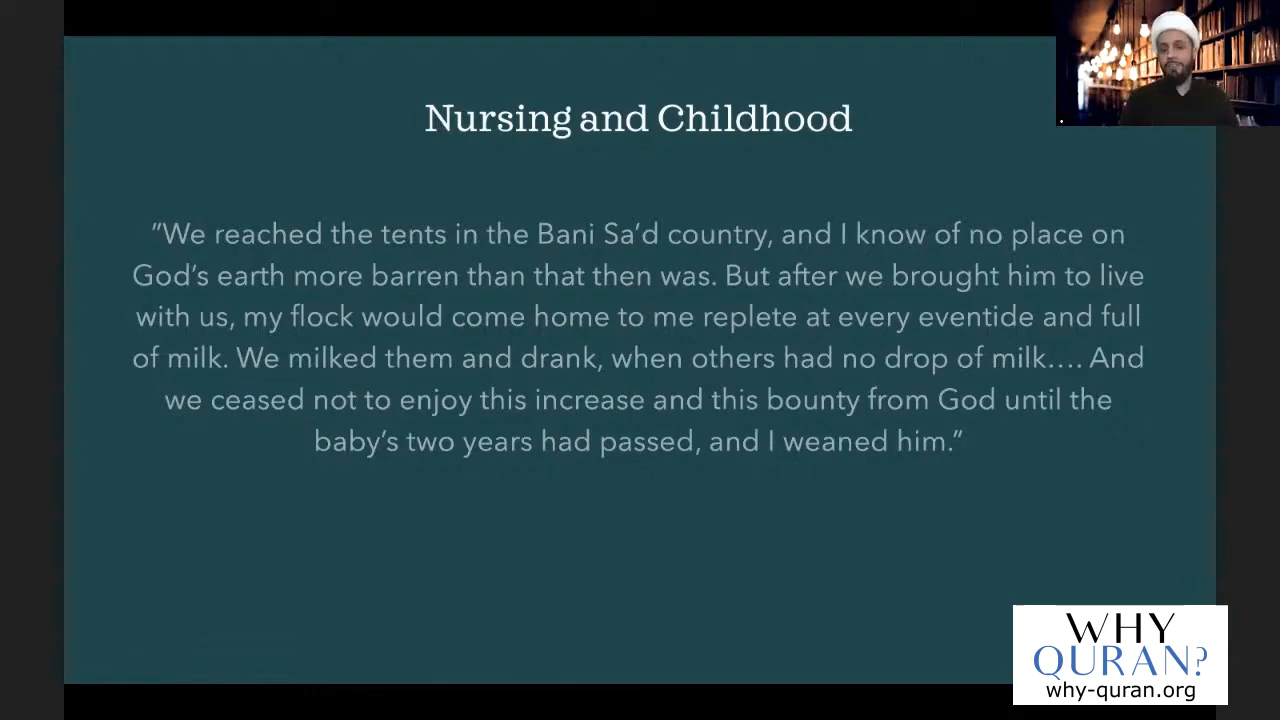 Nursing and Childhood
”We reached the tents in the Bani Sa’d country, and I know of no place on
God’s earth more barren than that then was. But after we brought him to live
with us, my flock would come home to me replete at every eventide and full
of milk. We milked them and drank, when others had no drop of milk…. And
we ceased not to enjoy this increase and this bounty from God until the
baby’s two years had passed, and I weaned him.”
WHY
QURAN?
why-quran.org